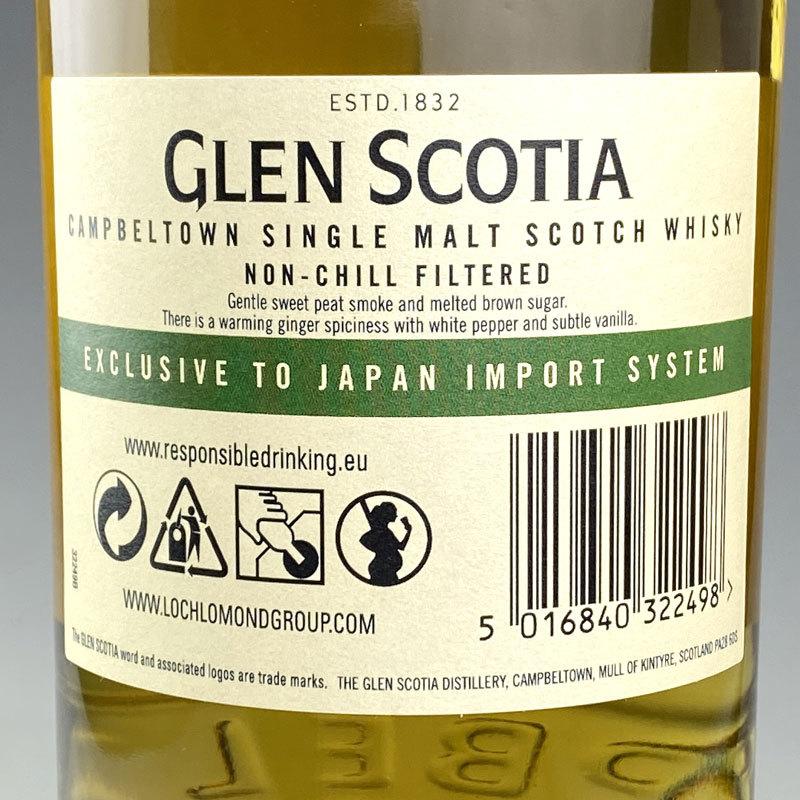 ESTD.1832
GLEN SCOTIA
CAMPBELTOWN SINGLE MALT SCOTCH WHISKY
NON-CHILL FILTERED
Gentle sweet peat smoke and melted brown sugar.
There is a warming ginger spiciness with white pepper and subtle vanilla.
EXCLUSIVE TO JAPAN IMPORT SYSTEM
www.responsibledrinking.eu
32249B
WWW.LOCHLOMONDGROUP.COM
5 016840 322498 >
The GLEN SCOTIA word and associated logos are trade marks. THE GLEN SCOTIA DISTILLERY, CAMPBELTOWN, MULL OF KINTYRE, SCOTLAND PA28 6DS